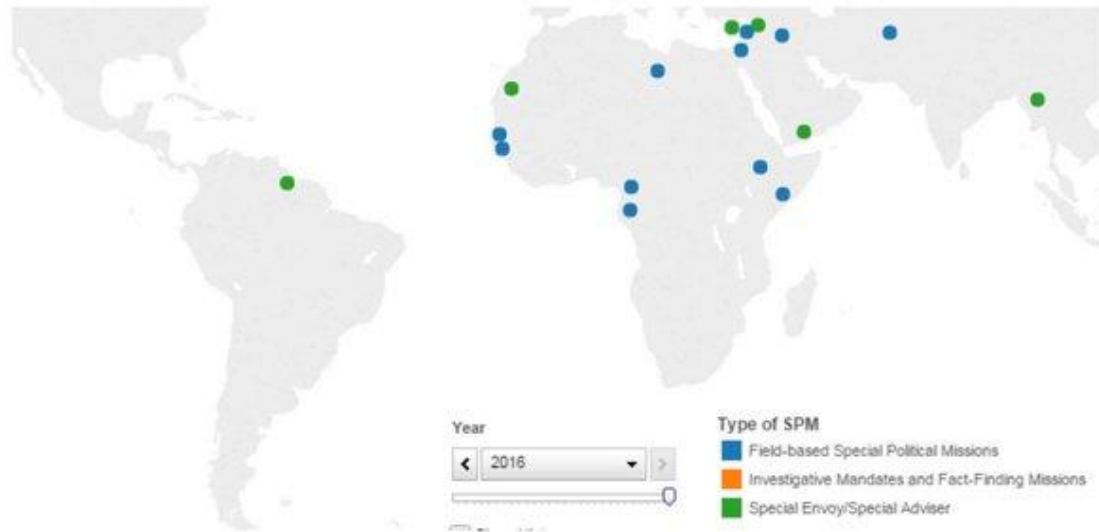 Year
2016
Type of SPM
Field-based Special Political Missions
Investigative Mandates and Fact-Finding Missions
Special Envoy/Special Adviser